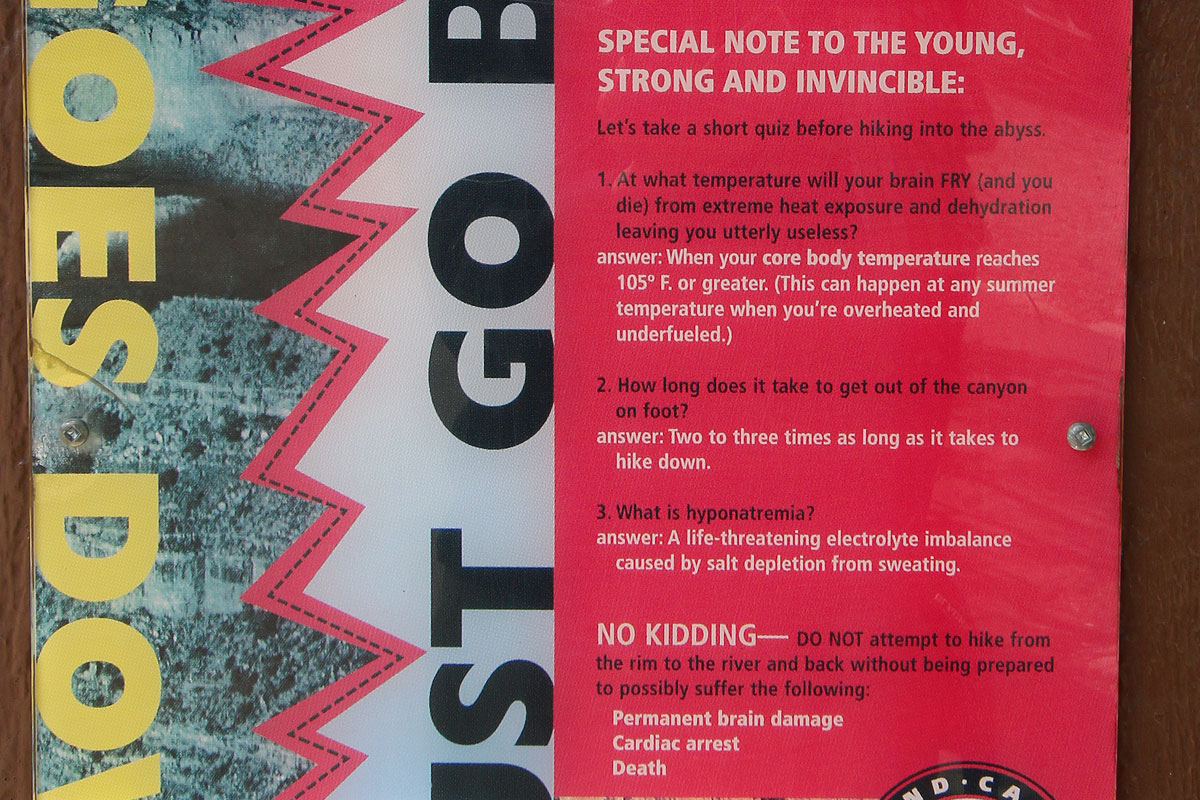 GOES DO
UST GO B
SPECIAL NOTE TO THE YOUNG,
STRONG AND INVINCIBLE:
Let's take a short quiz before hiking into the abyss.
1. At what temperature will your brain FRY (and you
die) from extreme heat exposure and dehydration
leaving you utterly useless?
answer: When your core body temperature reaches
105º F. or greater. (This can happen at any summer
temperature when you're overheated and
underfueled.)
2. How long does it take to get out of the canyon
on foot?
answer: Two to three times as long as it takes to
hike down.
3. What is hyponatremia?
answer: A life-threatening electrolyte imbalance
caused by salt depletion from sweating.
NO KIDDING— DO NOT attempt to hike from
the rim to the river and back without being prepared
to possibly suffer the following:
Permanent brain damage
Cardiac arrest
Death
ND · CA